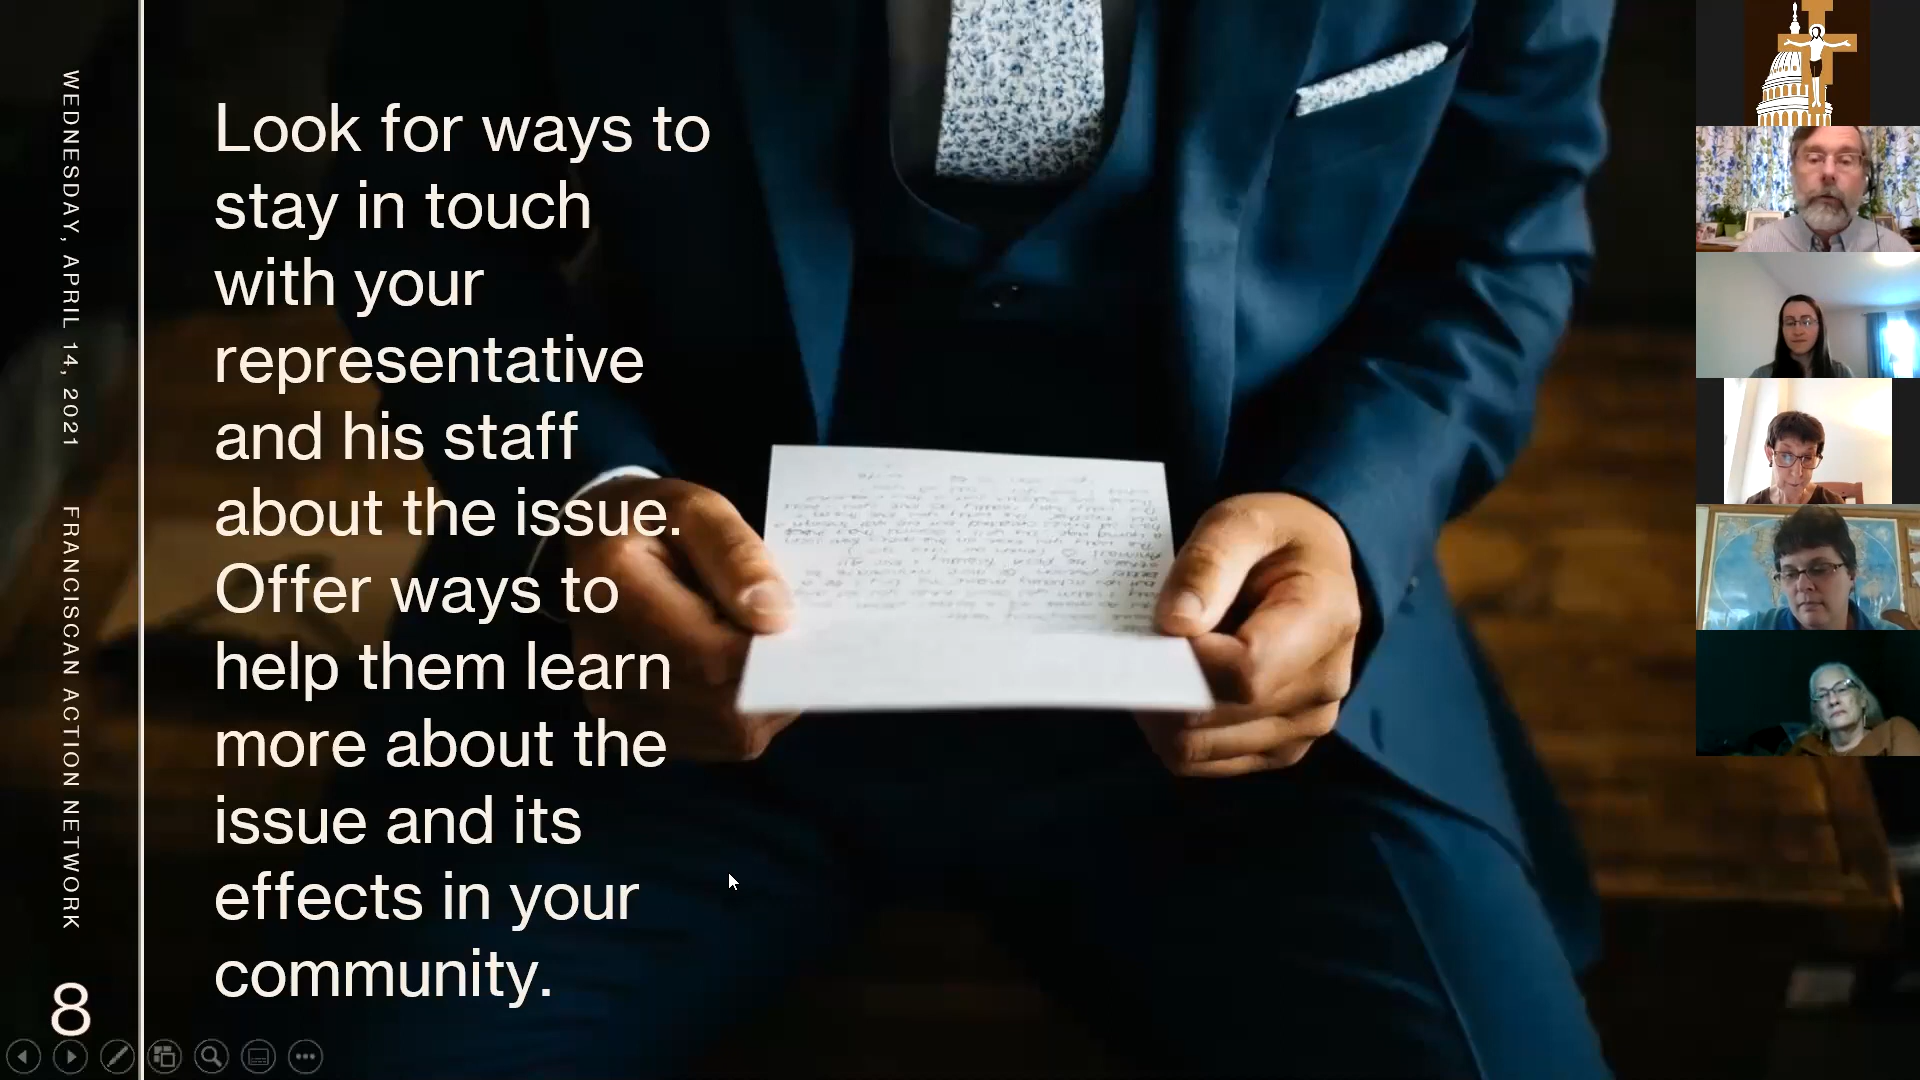 WEDNESDAY, APRIL 14, 2021
FRANCISCAN ACTION NETWORK
8
Look for ways to
stay in touch
with your
representative
and his staff
about the issue.
Offer ways to
help them learn
more about the
issue and its
effects in your
community.